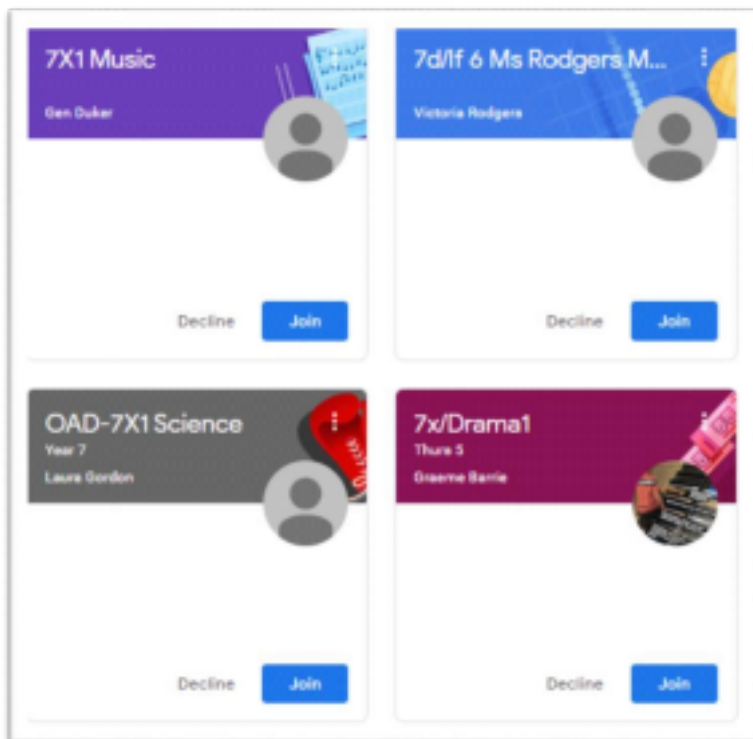 7X1 Music
Gen Duker
Decline Join
7d/lf 6 Ms Rodgers M...
Victoria Rodgers
Decline Join
OAD-7X1 Science
Year 7
Laura Gordon
Decline Join
7x/Drama1
Thurs 5
Graeme Barrie
Decline Join